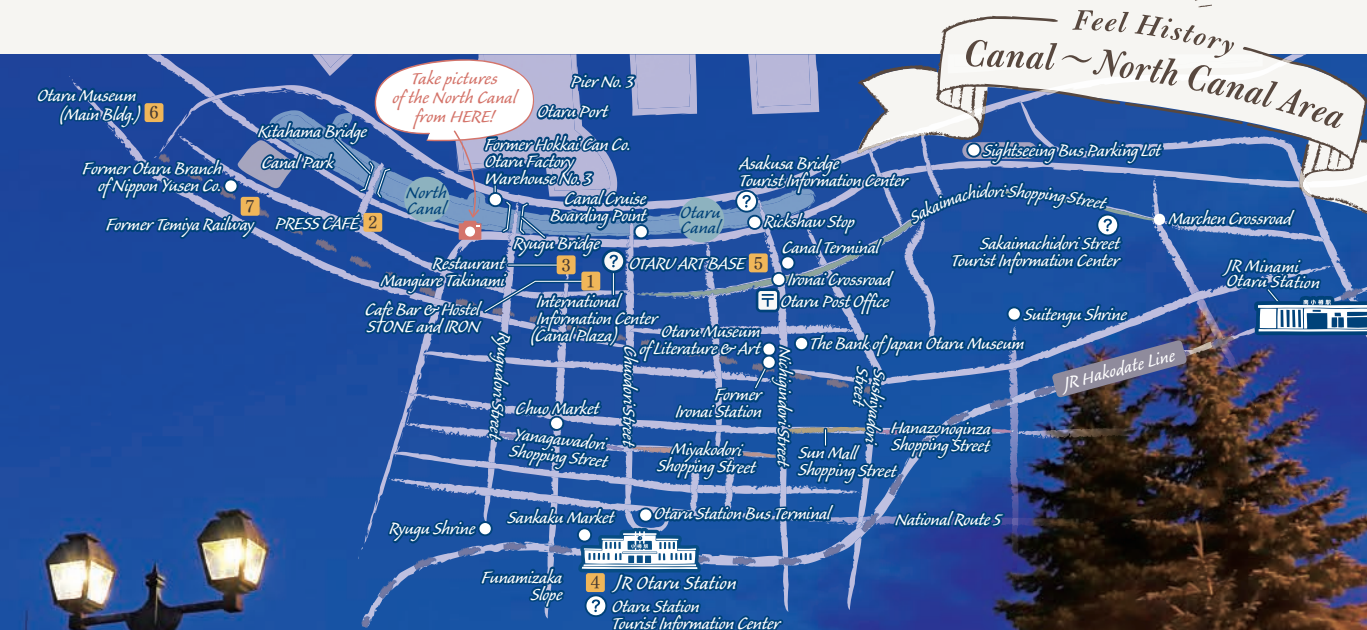 Feel History
Canal～North Canal Area
Take pictures
of the North Canal
from HERE!
Pier No. 3
Otaru Port
Otaru Museum
(Main Bldg.) 6
Kitahama Bridge
Canal Park
Former Hokkai Can Co.
Otaru Factory
Warehouse No. 3
Former Otaru Branch
of Nippon Yusen Co.
7
Former Temiya Railway
PRESS CAFÉ 2
North
Canal
Canal Cruise
Boarding Point
Otaru
Canal
Asakusa Bridge
Tourist Information Center
?
Rickshaw Stop
Sightseeing Bus Parking Lot
Sakaimachidori Shopping Street
Marchen Crossroad
?
Sakaimachidori Street
Tourist Information Center
JR Minami
Otaru Station
南小樽駅
Ryugu Bridge
Restaurant
Mangiare Takinami
3
1
Cafe Bar & Hostel
STONE and IRON
?
International
Information Center
(Canal Plaza)
OTARU ART BASE 5
Canal Terminal
Ironai Crossroad
〒
Otaru Post Office
Suitengu Shrine
Otaru Museum
of Literature & Art
The Bank of Japan Otaru Museum
Former
Ironai Station
JR Hakodate Line
Ryugudori Street
Chuodori Street
Nichigindori Street
Sushiyadori
Street
Chuo Market
Yanagawadori
Shopping Street
Miyakodori
Shopping Street
Sun Mall
Shopping Street
Hanazonoginza
Shopping Street
National Route 5
Ryugu Shrine
Sankaku Market
Otaru Station Bus Terminal
Funamizaka
Slope
4 JR Otaru Station
? Otaru Station
Tourist Information Center